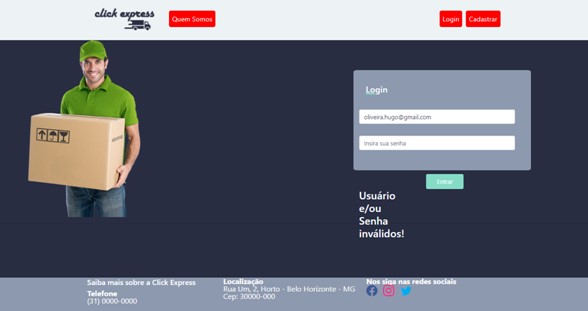 click express
Quem Somos
Login
Cadastrar
Login
oliveira.hugo@gmail.com
Insira sua senha
Entrar
Usuário
e/ou
Senha
inválidos!
Saiba mais sobre a Click Express
Telefone
(31) 0000-0000
Localização
Rua Um, 2, Horto - Belo Horizonte - MG
Cep: 30000-000
Nos siga nas redes sociais